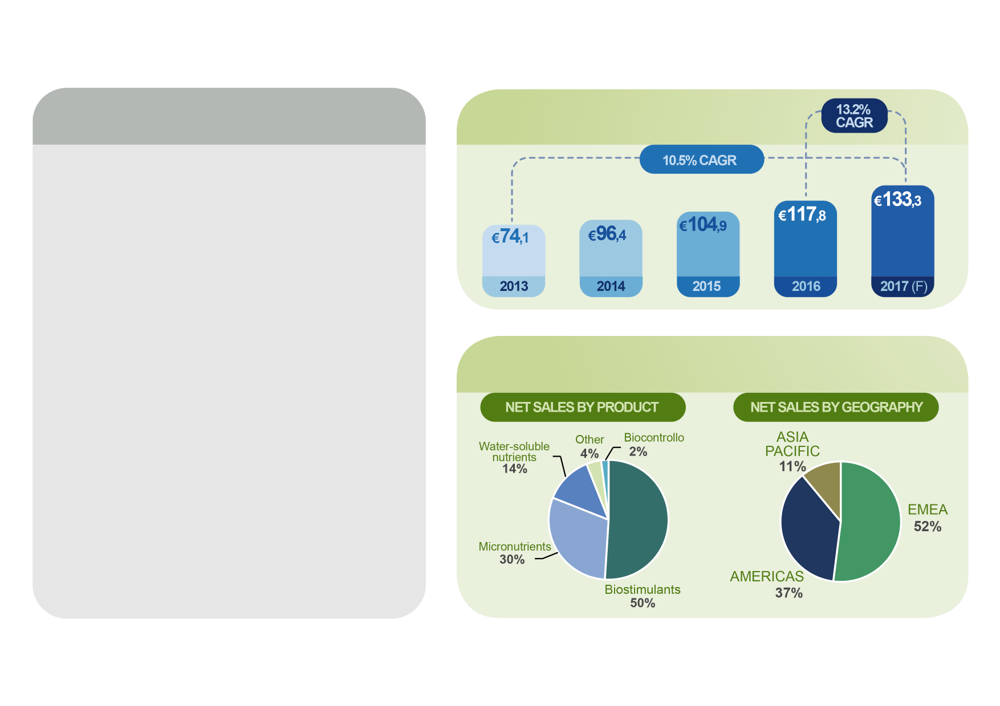 13.2%
CAGR
10.5% CAGR
€74,1
€96,4
€104,9
€117,8
€133,3
2013
2014
2015
2016
2017 (F)
NET SALES BY PRODUCT
NET SALES BY GEOGRAPHY
Water-soluble
nutrients
14%
Other
4%
Biocontrollo
2%
Micronutrients
30%
Biostimulants
50%
ASIA
PACIFIC
11%
EMEA
52%
AMERICAS
37%